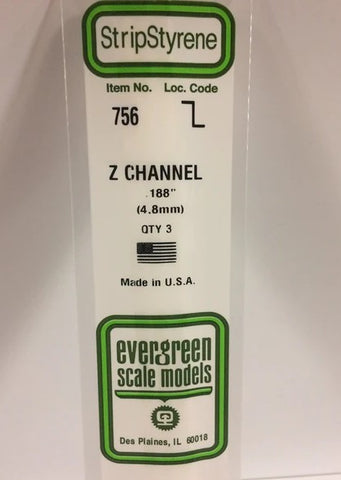 StripStyrene
Item No. Loc. Code
756
Z CHANNEL
.188"
(4.8mm)
QTY 3
Made in U.S.A.
evergreen
scale models
Des Plaines, IL 60018